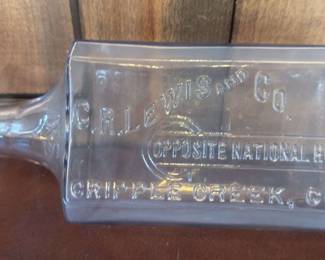 C.R.LEWIS AND CO.
OPPOSITE NATIONAL H
CRIPPLE CREEK, C